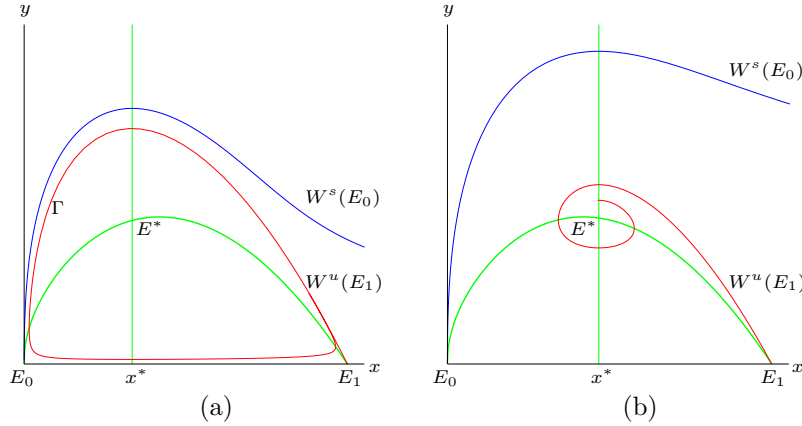 y
W^s(E_0)
Γ
E^*
W^u(E_1)
E_0
x^*
E_1
x
(a)
y
W^s(E_0)
E^*
W^u(E_1)
E_0
x^*
E_1
x
(b)